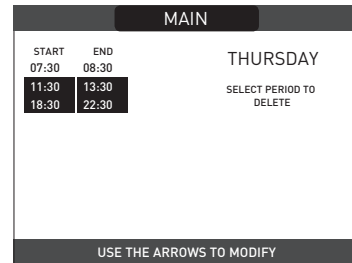 MAIN
START END
07:30 08:30
11:30 13:30
18:30 22:30
THURSDAY
SELECT PERIOD TO
DELETE
USE THE ARROWS TO MODIFY